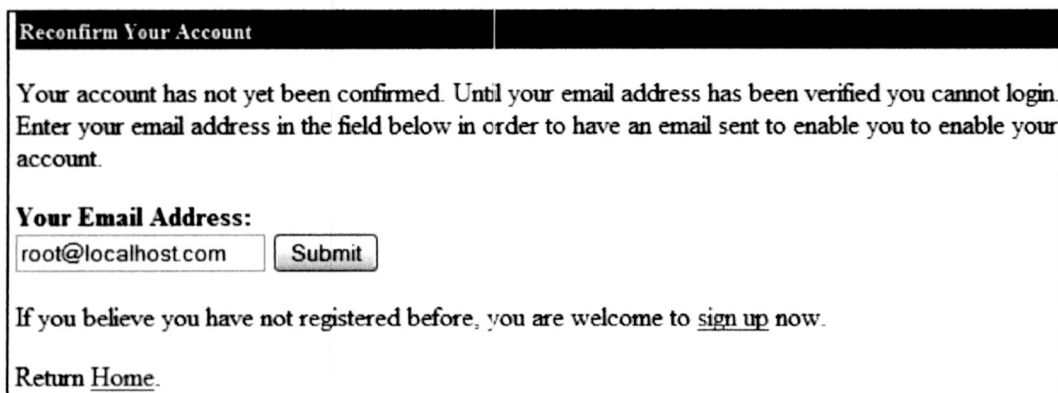 Reconfirm Your Account
Your account has not yet been confirmed. Until your email address has been verified you cannot login.
Enter your email address in the field below in order to have an email sent to enable you to enable your
account.
Your Email Address:
root@localhost.com Submit
If you believe you have not registered before, you are welcome to sign up now.
Return Home.